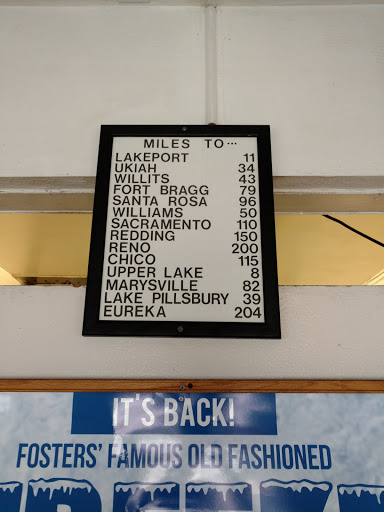 MILES TO...
LAKEPORT 11
UKIAH 34
WILLITS 43
FORT BRAGG 79
SANTA ROSA 96
WILLIAMS 50
SACRAMENTO 110
REDDING 150
RENO 200
CHICO 115
UPPER LAKE 8
MARYSVILLE 82
LAKE PILLSBURY 39
EUREKA 204
IT'S BACK!
FOSTERS' FAMOUS OLD FASHIONED